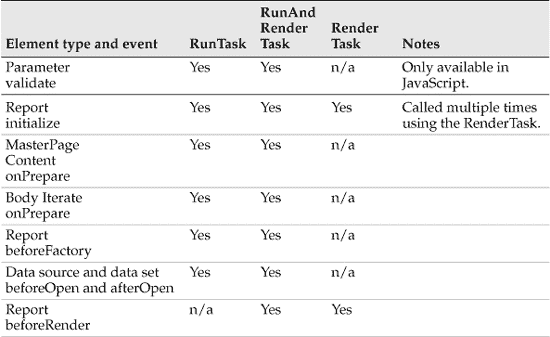 RunAnd
Render Render
Element type and event RunTask Task Task Notes
Parameter Yes Yes n/a Only available in
validate JavaScript.
Report Yes Yes Yes Called multiple times
initialize using the RenderTask.
MasterPage Yes Yes n/a
Content
onPrepare
Body Iterate Yes Yes n/a
onPrepare
Report Yes Yes n/a
beforeFactory
Data source and data set Yes Yes n/a
beforeOpen and afterOpen
Report n/a Yes Yes
beforeRender